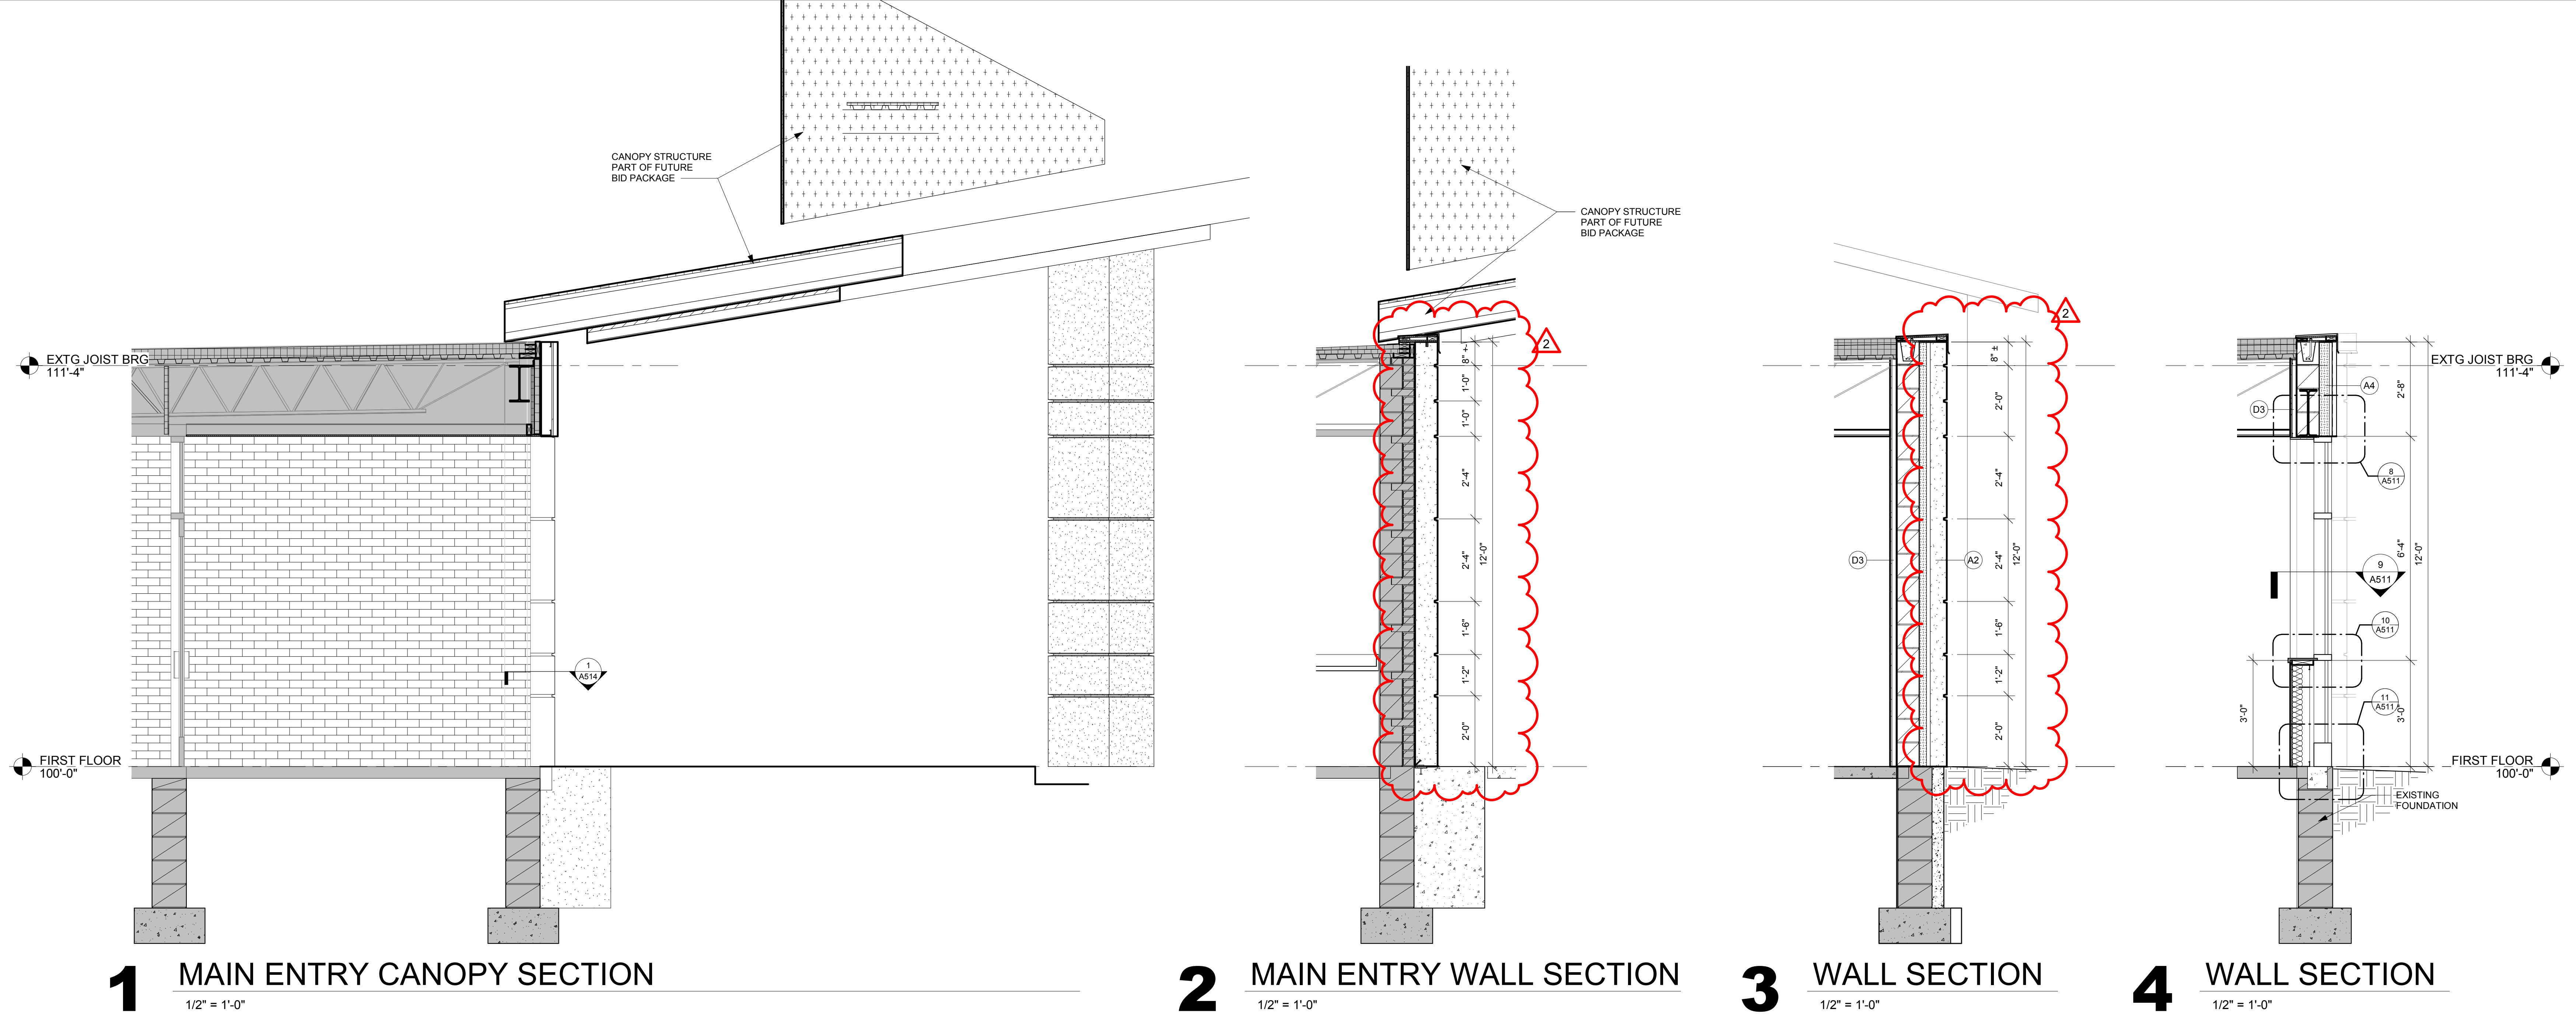 CANOPY STRUCTURE
PART OF FUTURE
BID PACKAGE
EXTG JOIST BRG
111'-4"
1
A514
FIRST FLOOR
100'-0"
1
MAIN ENTRY CANOPY SECTION
1/2" = 1'-0"
CANOPY STRUCTURE
PART OF FUTURE
BID PACKAGE
2
8" +-
1'-0"
1'-0"
2'-4"
2'-4"
12'-0"
1'-6"
1'-2"
2'-0"
2
MAIN ENTRY WALL SECTION
1/2" = 1'-0"
2
8" ±
2'-0"
2'-4"
D3
A2
2'-4"
12'-0"
1'-6"
1'-2"
2'-0"
3
WALL SECTION
1/2" = 1'-0"
EXTG JOIST BRG
111'-4"
A4
2'-8"
D3
8
A511
6'-4"
12'-0"
9
A511
10
A511
11
A511
3'-0"
3'-0"
FIRST FLOOR
100'-0"
EXISTING
FOUNDATION
4
WALL SECTION
1/2" = 1'-0"